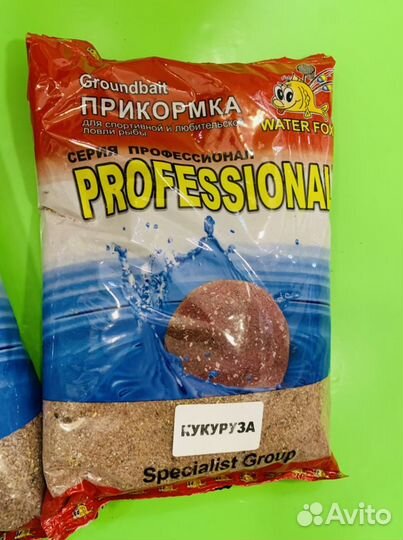 Groundbait
ПРИКОРМКА
для спортивной и любительской
ловли рыбы
WATER FOX
СЕРИЯ ПРОФЕССИОНАЛ
PROFESSIONAL
КУКУРУЗА
Specialist Group
Avito